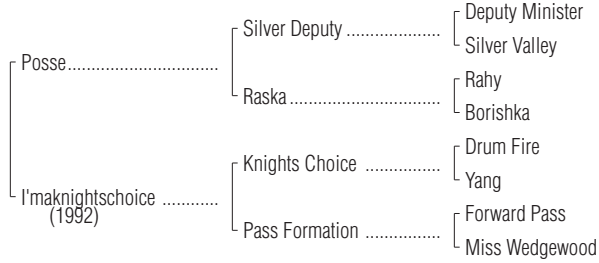 Deputy Minister
Silver Deputy ....................
Silver Valley
Posse................................
Rahy
Raska................................
Borishka
Drum Fire
Knights Choice ................
Yang
I'maknightschoice ............
(1992)
Forward Pass
Pass Formation ................
Miss Wedgewood